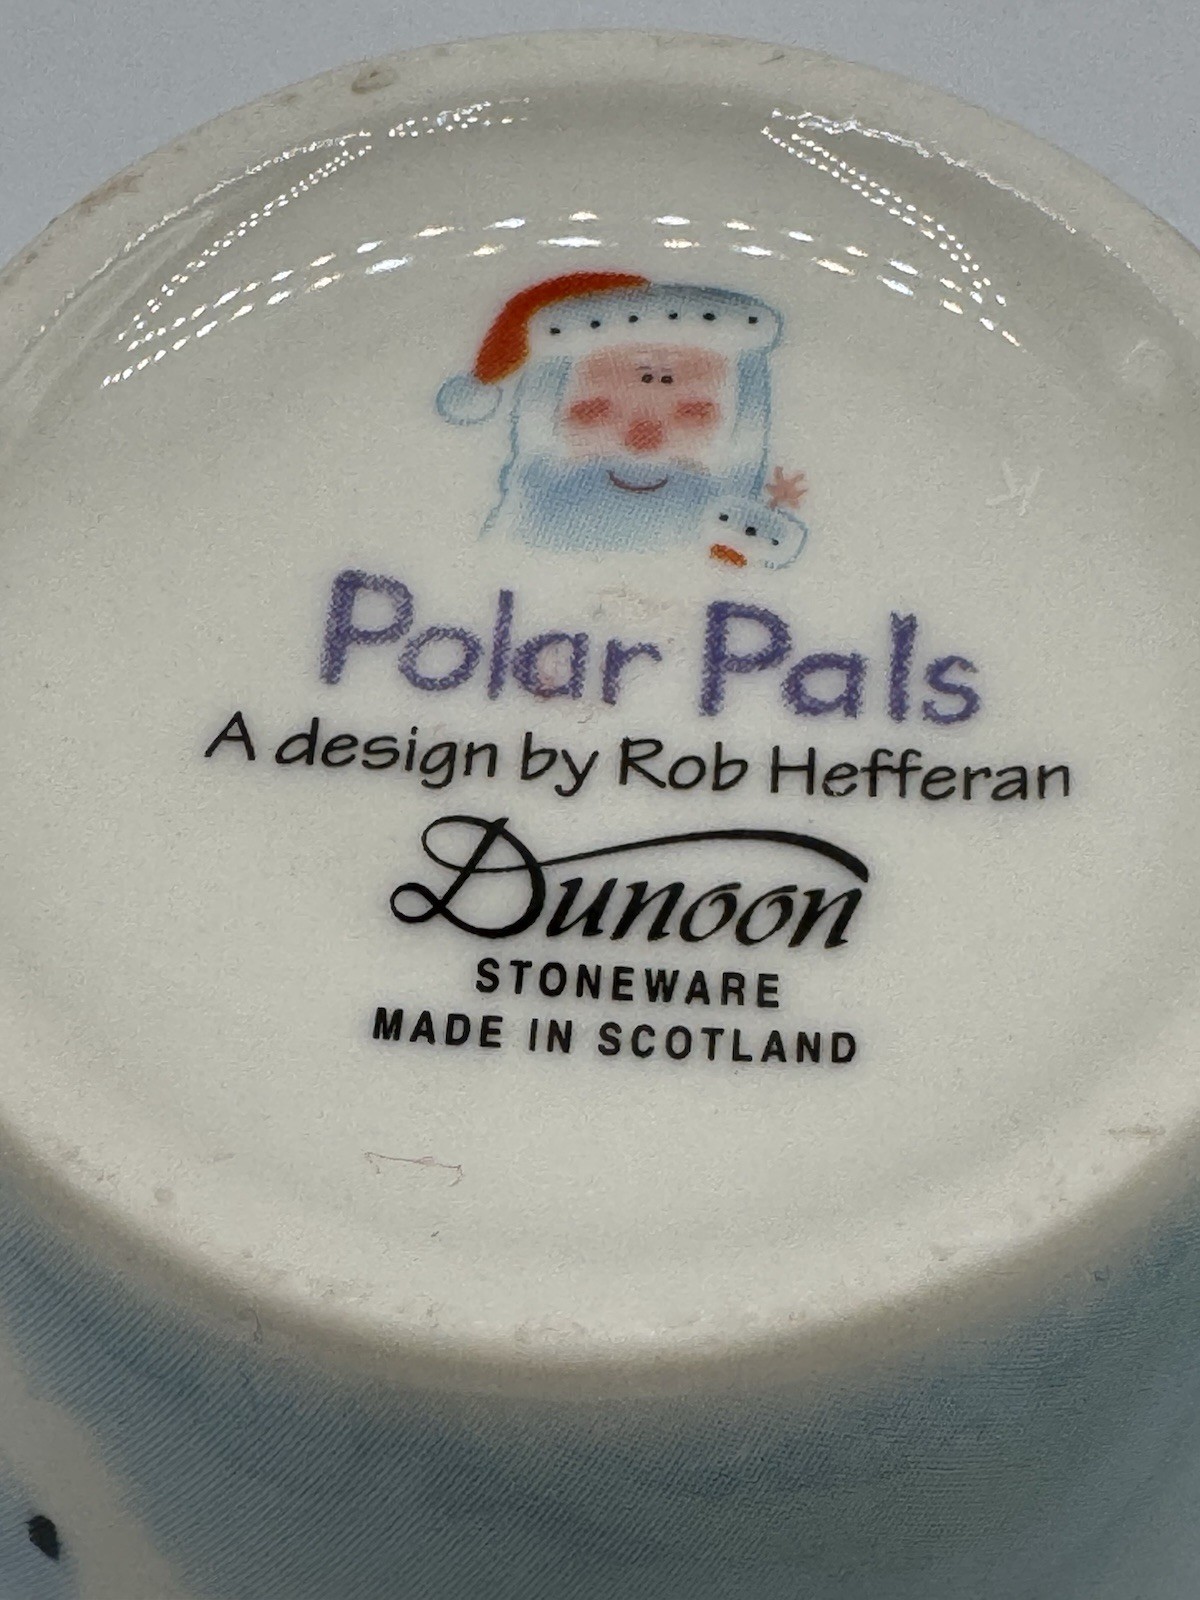 Polar Pals
A design by Rob Hefferan
Dunoon
STONEWARE
MADE IN SCOTLAND